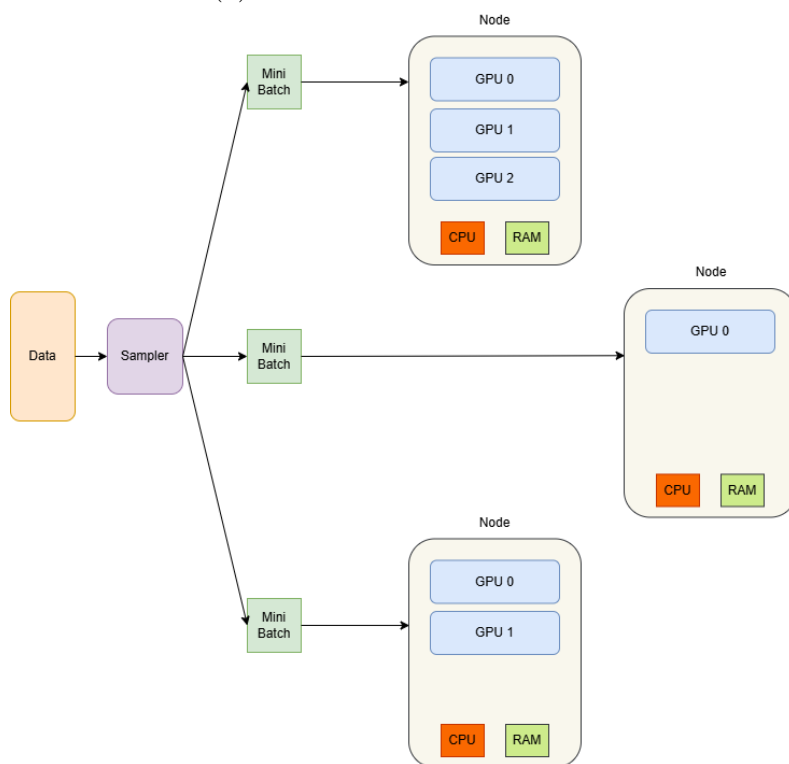 Node
Mini
Batch
GPU 0
GPU 1
GPU 2
CPU
RAM
Node
GPU 0
Data
Sampler
Mini
Batch
CPU
RAM
Node
GPU 0
Mini
Batch
GPU 1
CPU
RAM